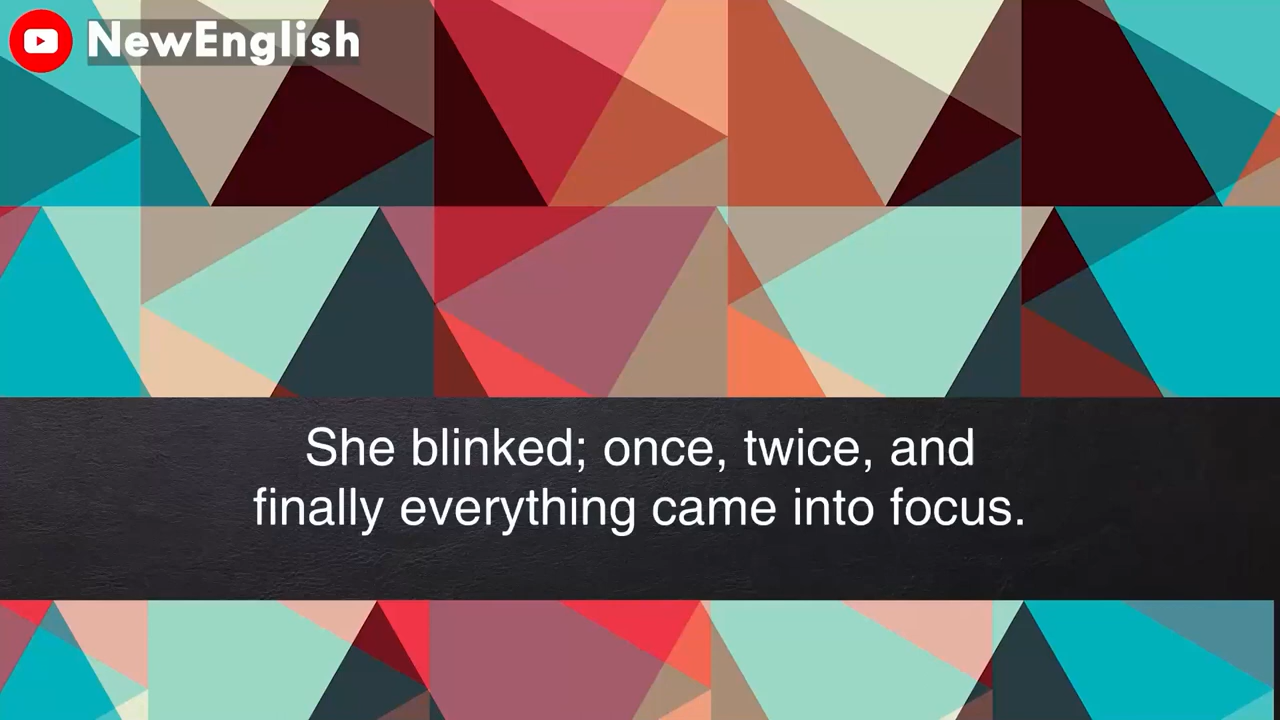 NewEnglish
She blinked; once, twice, and
finally everything came into focus.